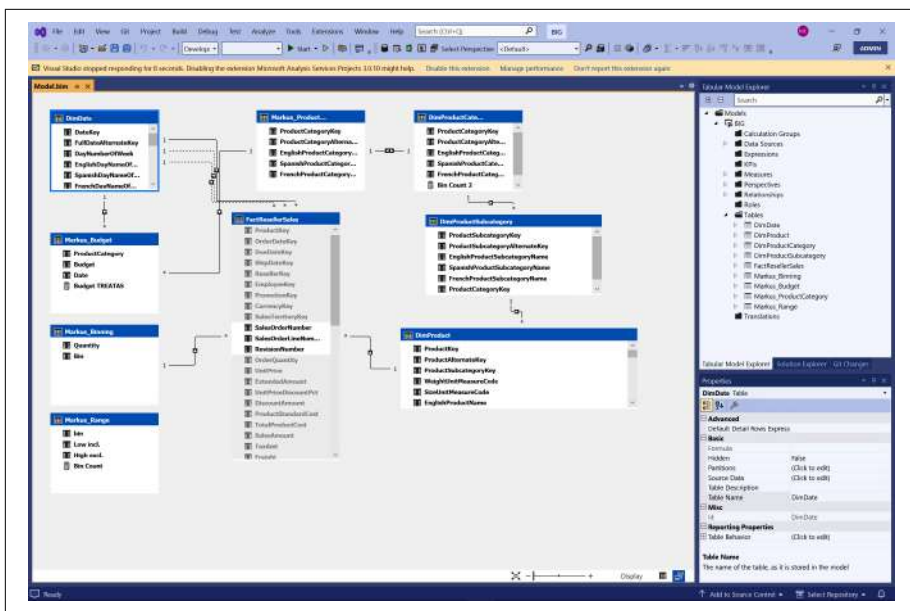 File Edit View Git Project Build Debug Test Analyze Tools Extensions Window Help Search (Ctrl+Q) BIG
Develop Start Select Perspective <Default> ADMIN
Visual Studio stopped responding for 8 seconds. Disabling the extension Microsoft Analysis Services Projects 3.0.10 might help. Disable this extension Manage performance Don't report this extension again
Model.bim
DimDate
DateKey
FullDateAlternateKey
DayNumberOfWeek
EnglishDayNameOf...
SpanishDayNameOf...
FrenchDayNameOf...
Markus_Product...
ProductCategoryKey
ProductCategoryAlterna...
EnglishProductCategory...
SpanishProductCategor...
FrenchProductCategory...
DimProductCate...
ProductCategoryKey
ProductCategoryAlte...
EnglishProductCateg...
SpanishProductCate...
FrenchProductCateg...
Bin Count 2
Markus_Budget
ProductCategory
Budget
Date
Budget TREATAS
FactResellerSales
ProductKey
OrderDateKey
DueDateKey
ShipDateKey
ResellerKey
EmployeeKey
PromotionKey
CurrencyKey
SalesTerritoryKey
SalesOrderNumber
SalesOrderLineNum...
RevisionNumber
OrderQuantity
UnitPrice
ExtendedAmount
UnitPriceDiscountPct
DiscountAmount
ProductStandardCost
TotalProductCost
SalesAmount
TaxAmt
Freight
DimProductSubcategory
ProductSubcategoryKey
ProductSubcategoryAlternateKey
EnglishProductSubcategoryName
SpanishProductSubcategoryName
FrenchProductSubcategoryName
ProductCategoryKey
Markus_Binning
Quantity
Bin
DimProduct
ProductKey
ProductAlternateKey
ProductSubcategoryKey
WeightUnitMeasureCode
SizeUnitMeasureCode
EnglishProductName
Markus_Range
bin
Low incl.
High excl.
Bin Count
Display
Tabular Model Explorer
Search
Models
BIG
Calculation Groups
Data Sources
Expressions
KPIs
Measures
Perspectives
Relationships
Roles
Tables
DimDate
DimProduct
DimProductCategory
DimProductSubcategory
FactResellerSales
Markus_Binning
Markus_Budget
Markus_ProductCategory
Markus_Range
Translations
Tabular Model Explorer Solution Explorer Git Changes
Properties
DimDate Table
Advanced
Default Detail Rows Express
Basic
Formula
Hidden False
Partitions (Click to edit)
Source Data (Click to edit)
Table Description
Table Name DimDate
Misc
id DimDate
Reporting Properties
Table Behavior (Click to edit)
Table Name
The name of the table, as it is stored in the model
Ready Add to Source Control Select Repository